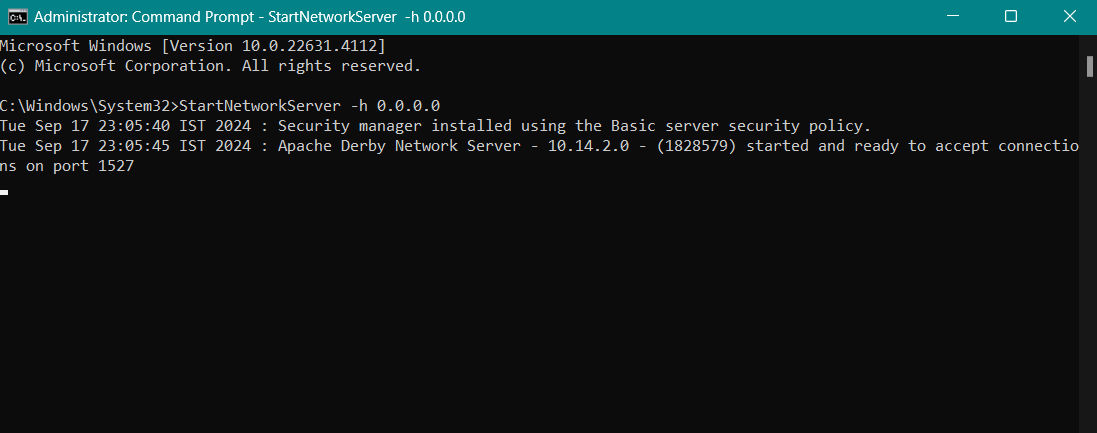 Administrator: Command Prompt - StartNetworkServer  -h 0.0.0.0
Microsoft Windows [Version 10.0.22631.4112]
(c) Microsoft Corporation. All rights reserved.
C:\Windows\System32>StartNetworkServer -h 0.0.0.0
Tue Sep 17 23:05:40 IST 2024 : Security manager installed using the Basic server security policy.
Tue Sep 17 23:05:45 IST 2024 : Apache Derby Network Server - 10.14.2.0 - (1828579) started and ready to accept connectio
ns on port 1527